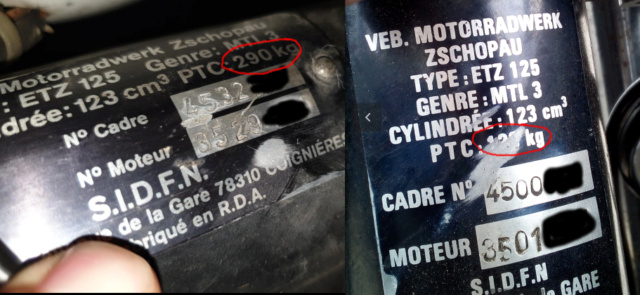 Motorradwerk Zschopau
: ETZ 125 Genre: MTL 3
ndrée: 123 cm³ PTC: 290 kg
Nº Cadre 4532
Nº Moteur 3520
S.I.D.F.N.
de la Gare 78310 COIGNIÈRES
briqué en R.D.A.
VEB. MOTORRADWERK
ZSCHOPAU
TYPE : ETZ 125
GENRE : MTL 3
CYLINDRÉE : 123 cm³
PTC : kg
CADRE Nº 4500
MOTEUR 3501
S.I.D.F.N
de la GARE